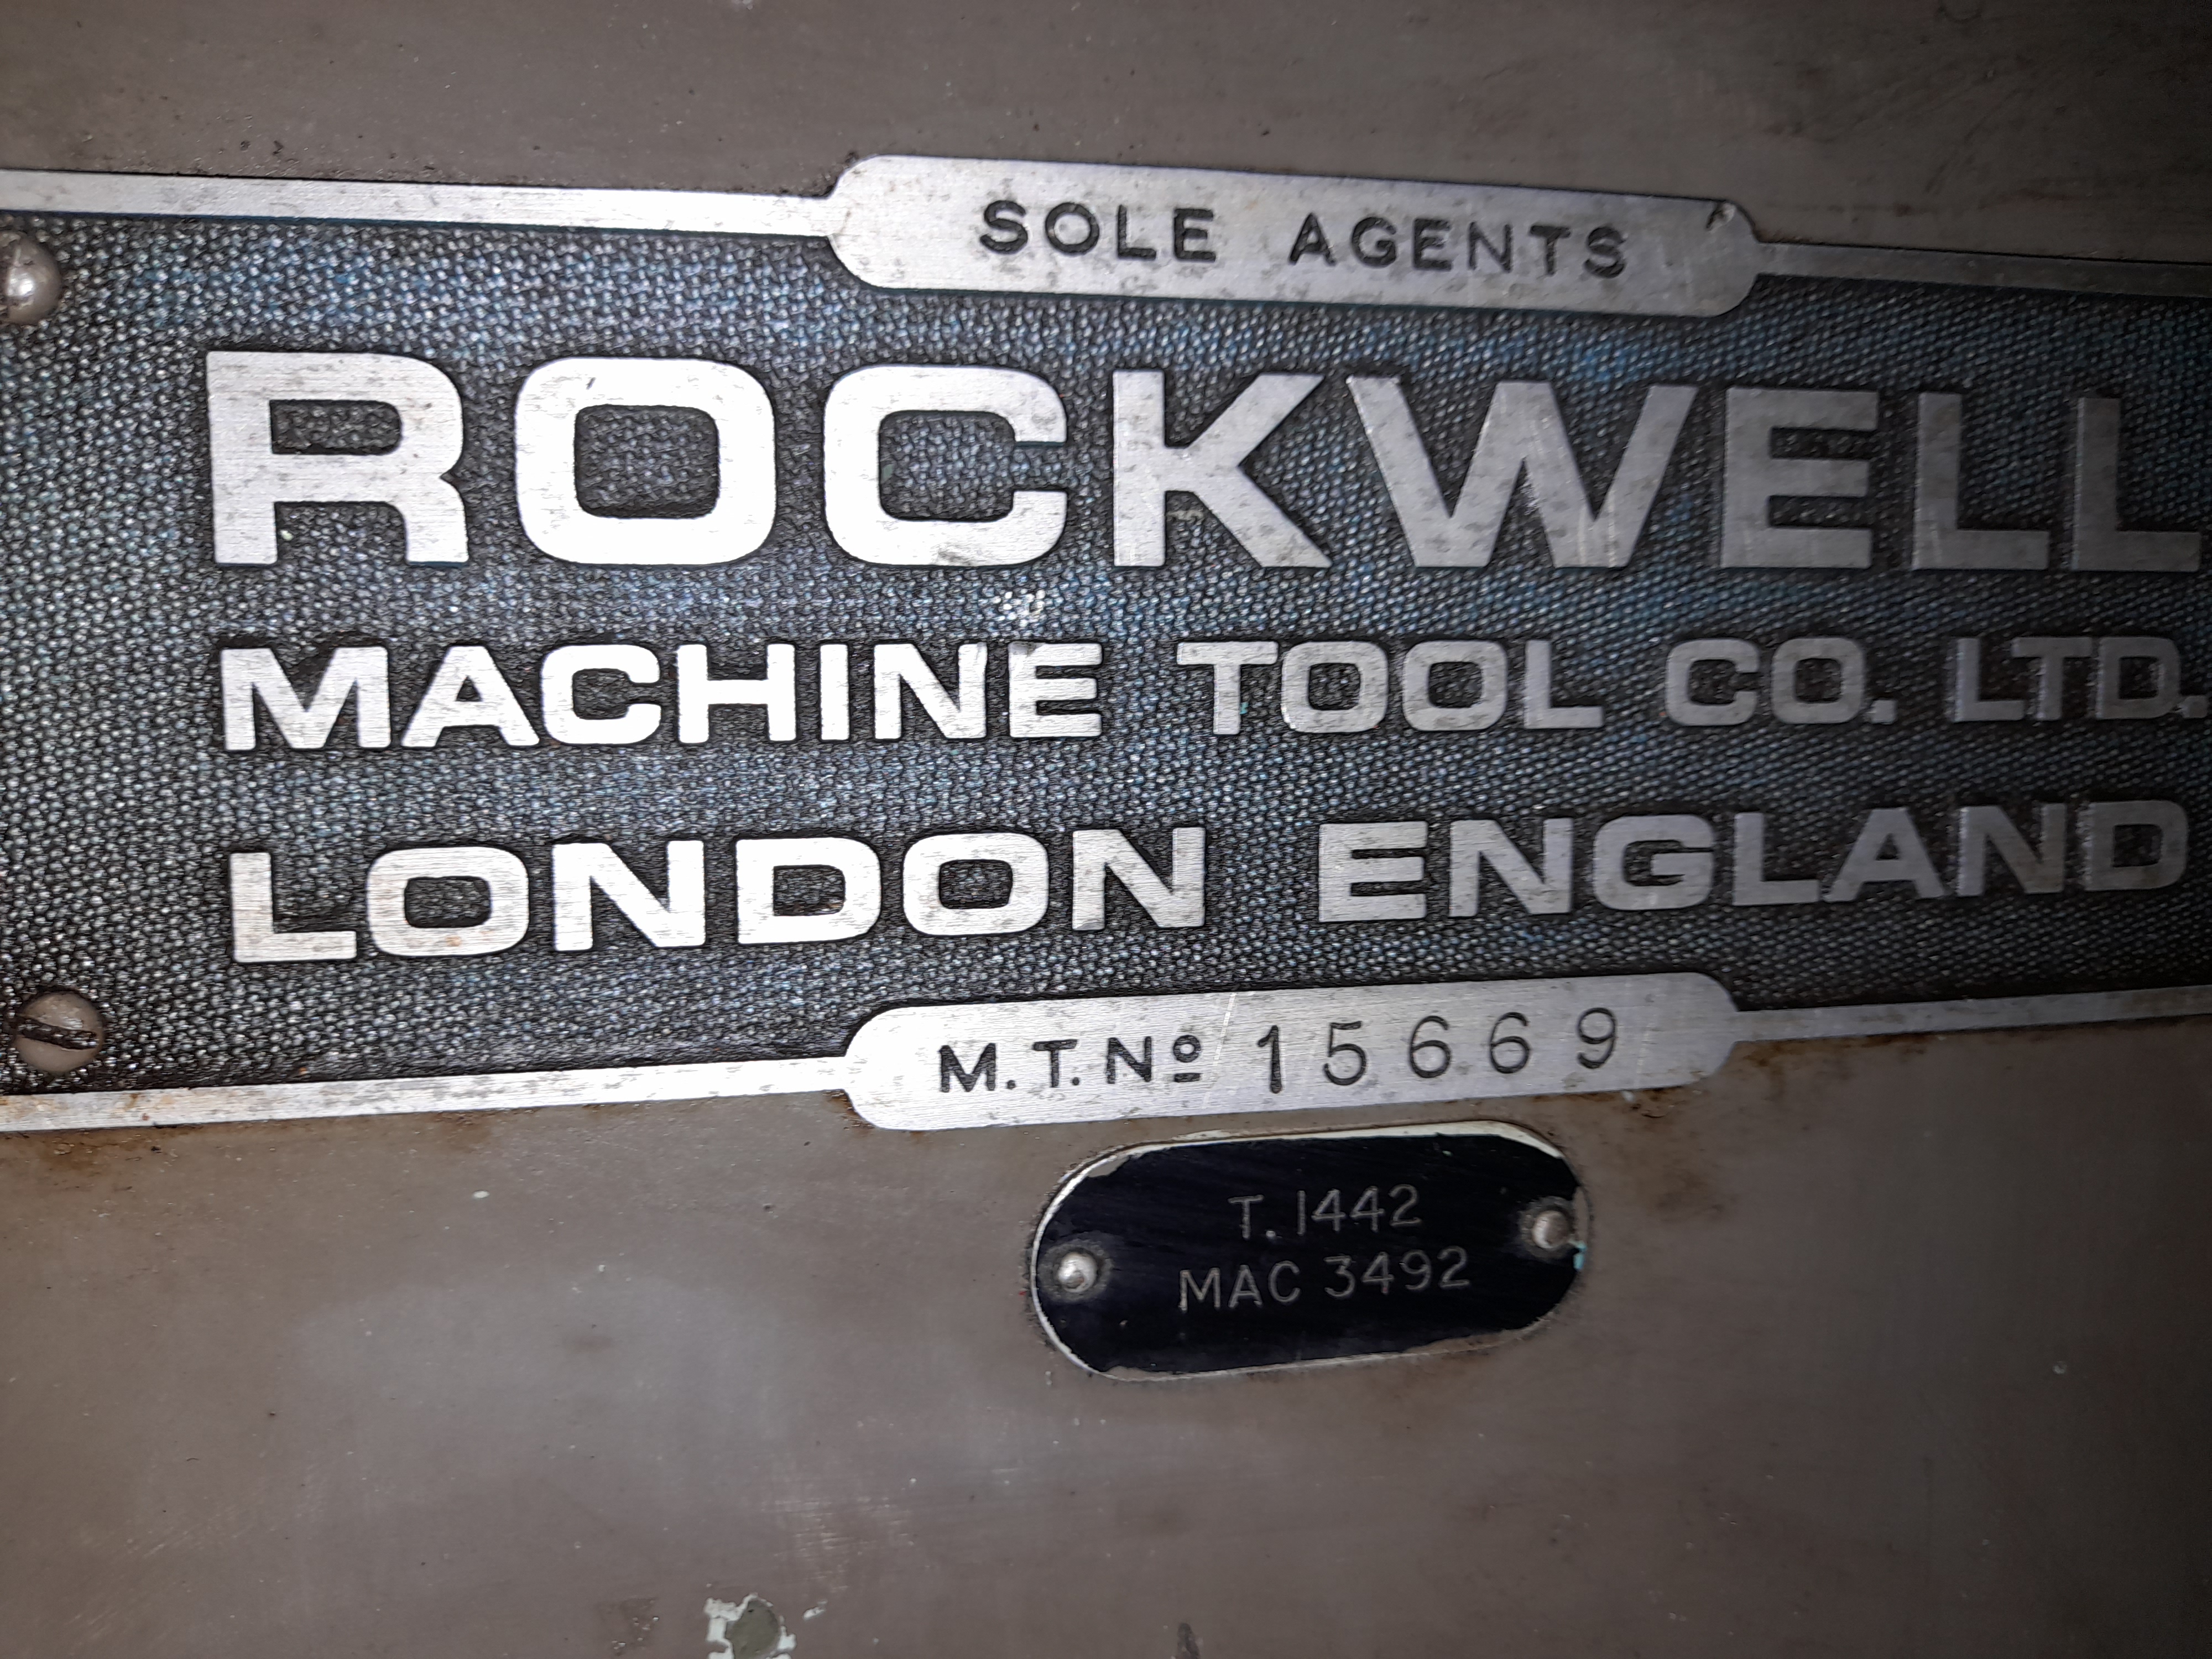 SOLE AGENTS
ROCKWELL
MACHINE TOOL CO. LTD.
LONDON ENGLAND
M.T.Nº 15669
T. 1442
MAC 3492